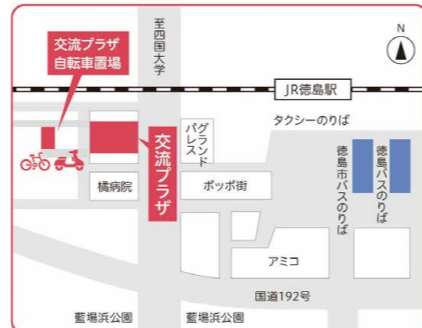 至四国大学
N
交流プラザ
自転車置場
JR徳島駅
タクシーのりば
グランド
パレス
交流プラザ
徳島市バスのりば
徳島バスのりば
橘病院
ポッポ街
アミコ
国道192号
藍場浜公園
藍場浜公園